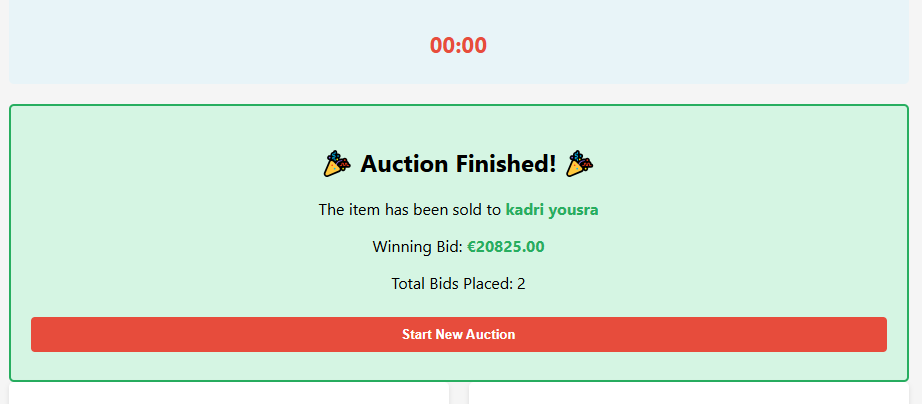 00:00
🎉 Auction Finished! 🎉
The item has been sold to kadri yousra
Winning Bid: €20825.00
Total Bids Placed: 2
Start New Auction